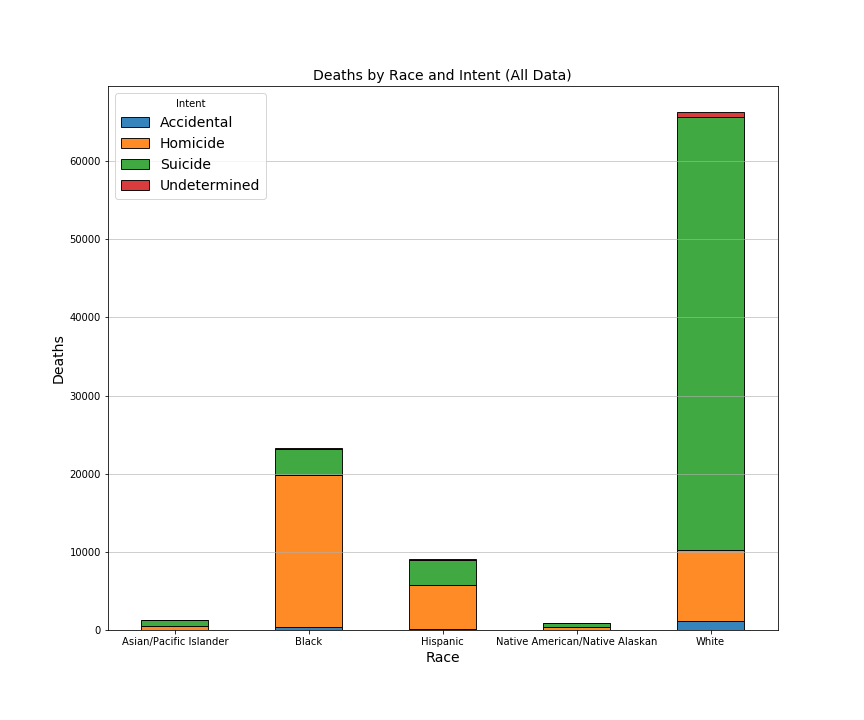 Deaths by Race and Intent (All Data)
Intent
Accidental
Homicide
Suicide
Undetermined
60000
50000
40000
30000
20000
10000
0
Deaths
Asian/Pacific Islander Black Hispanic Native American/Native Alaskan White
Race